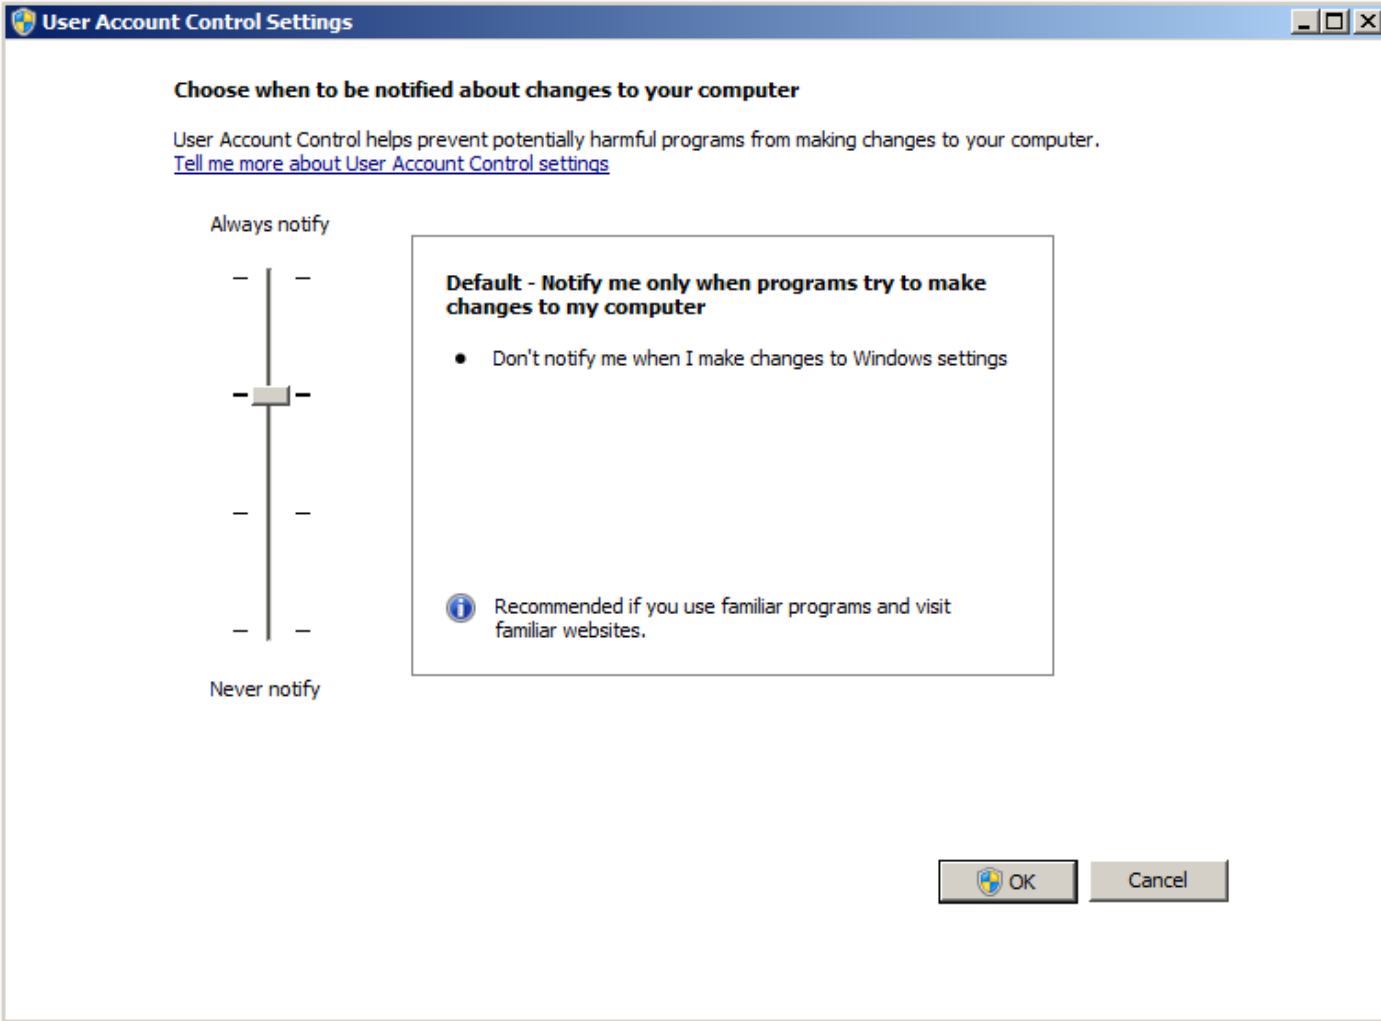 User Account Control Settings
Choose when to be notified about changes to your computer
User Account Control helps prevent potentially harmful programs from making changes to your computer.
Tell me more about User Account Control settings
Always notify
Default - Notify me only when programs try to make
changes to my computer
• Don't notify me when I make changes to Windows settings
Recommended if you use familiar programs and visit
familiar websites.
Never notify
OK
Cancel